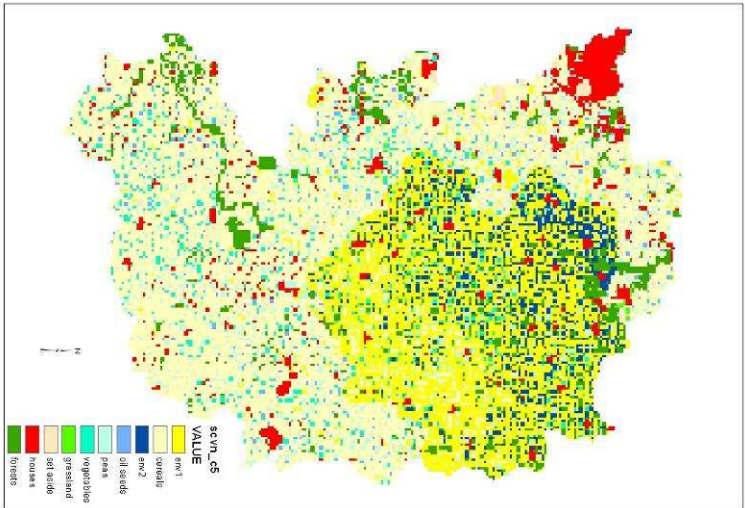 scvn_c5
VALUE
env1
cereals
env2
oil seeds
peas
vegetables
grassland
set aside
houses
forests
N